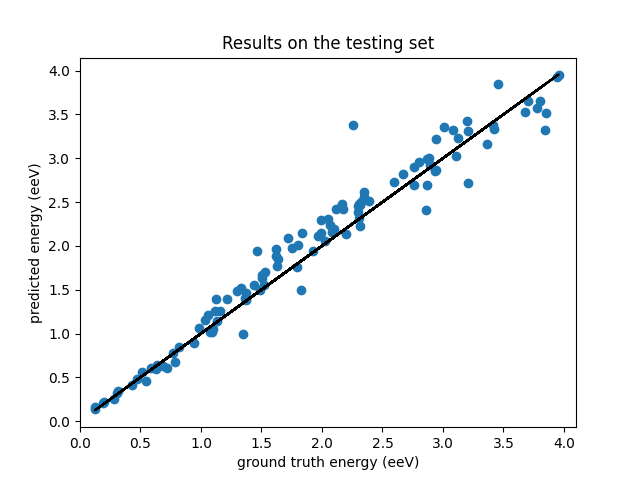 Results on the testing set
4.0
3.5
3.0
2.5
2.0
1.5
1.0
0.5
0.0
predicted energy (eeV)
0.0 0.5 1.0 1.5 2.0 2.5 3.0 3.5 4.0
ground truth energy (eeV)